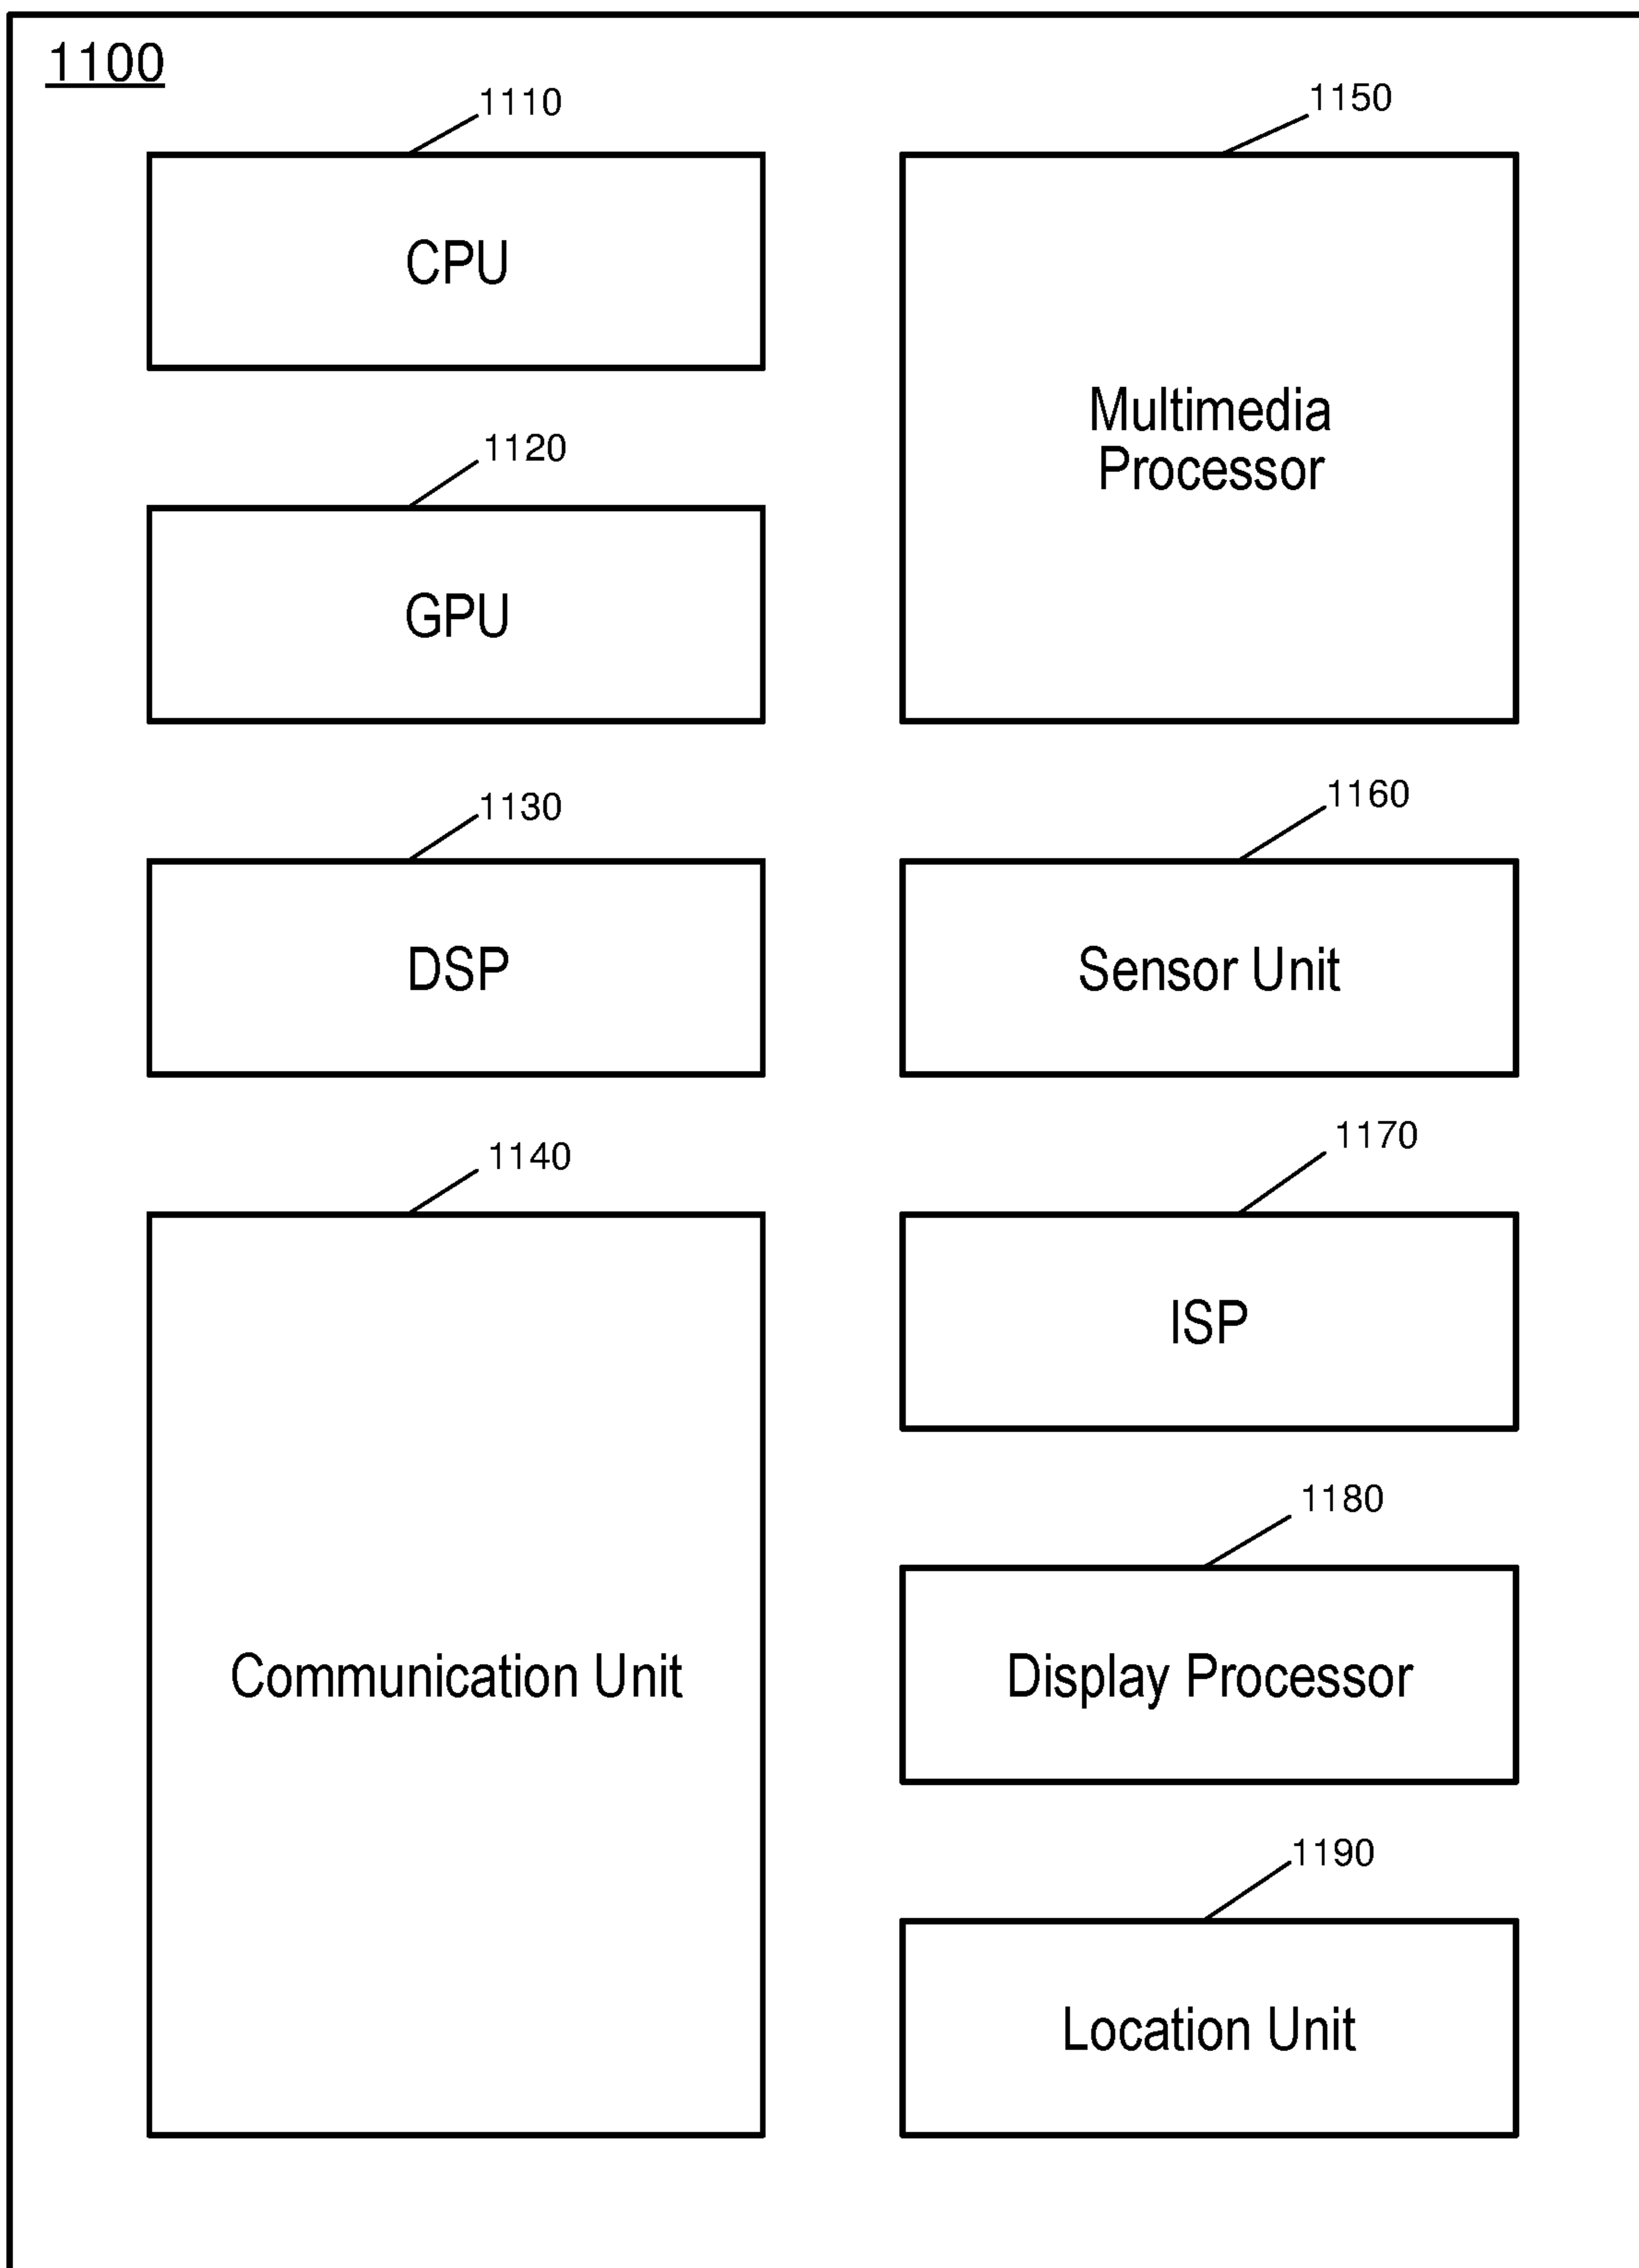 1100
1110
CPU
1120
GPU
1130
DSP
1140
Communication Unit
1150
Multimedia
Processor
1160
Sensor Unit
1170
ISP
1180
Display Processor
1190
Location Unit